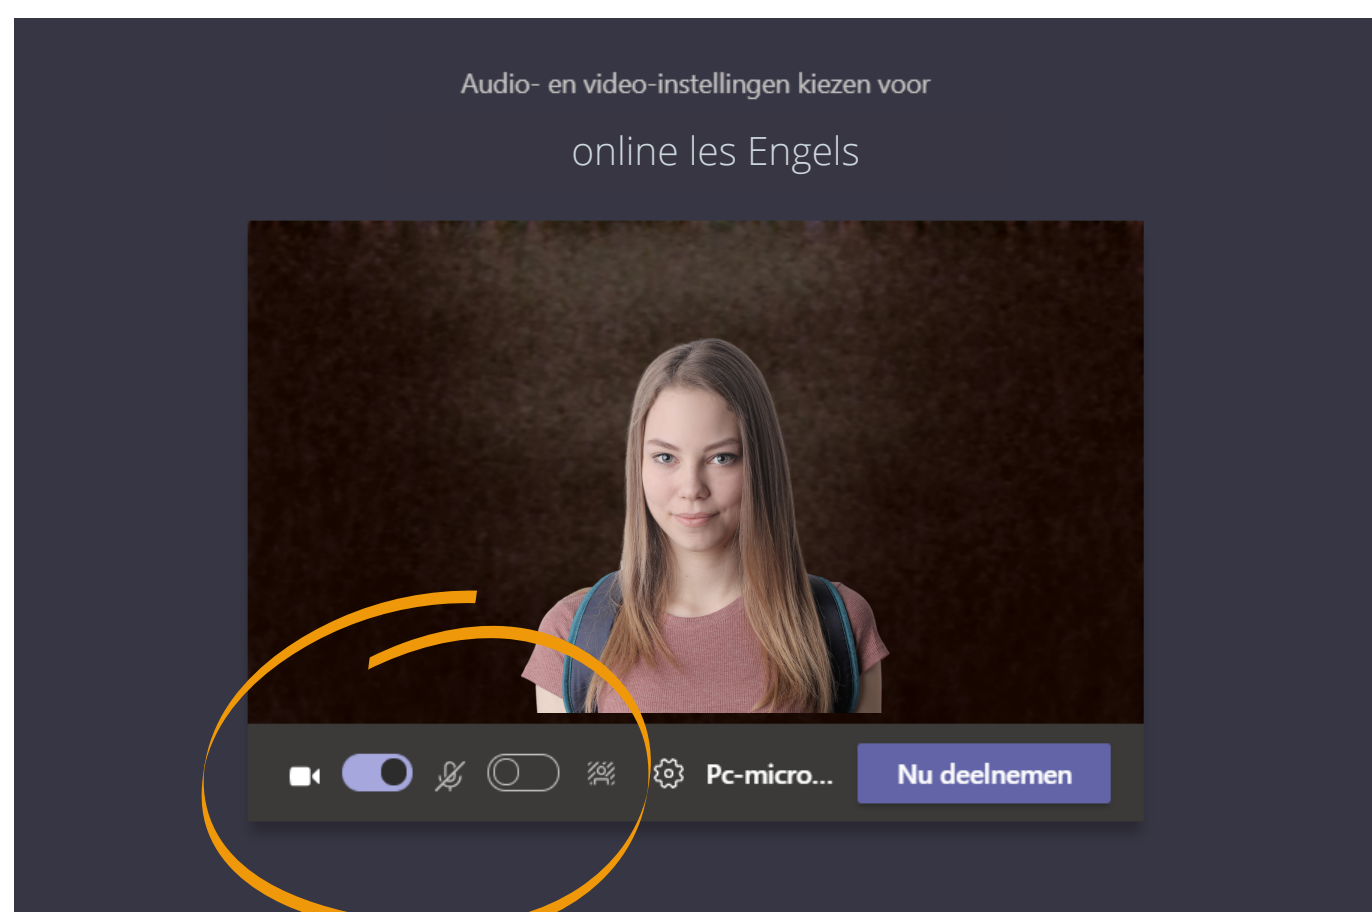 Audio- en video-instellingen kiezen voor
online les Engels
Pc-micro...
Nu deelnemen